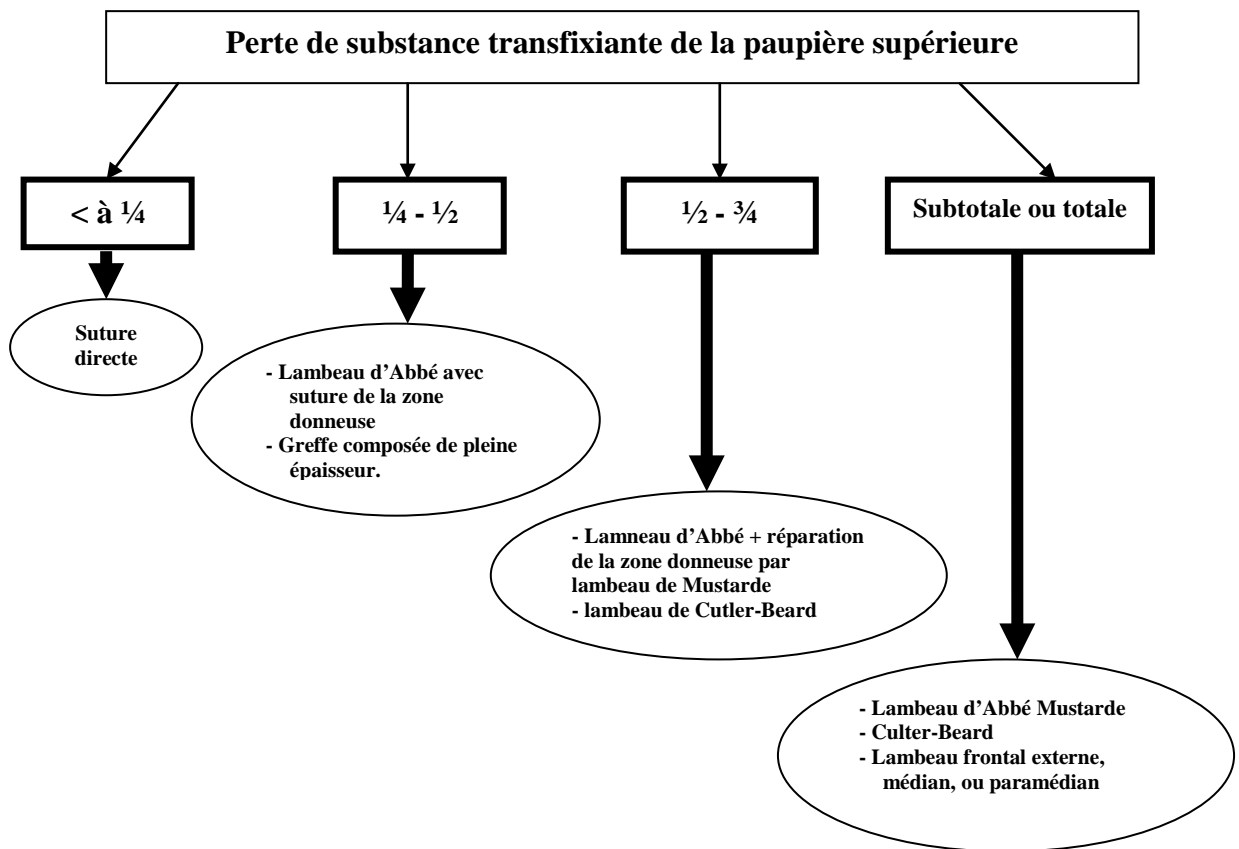 Perte de substance transfixiante de la paupière supérieure
< à ¼
¼ - ½
½ - ¾
Subtotale ou totale
Suture
directe
- Lambeau d’Abbé avec
suture de la zone
donneuse
- Greffe composée de pleine
épaisseur.
- Lamneau d’Abbé + réparation
de la zone donneuse par
lambeau de Mustarde
- lambeau de Cutler-Beard
- Lambeau d’Abbé Mustarde
- Culter-Beard
- Lambeau frontal externe,
médian, ou paramédian